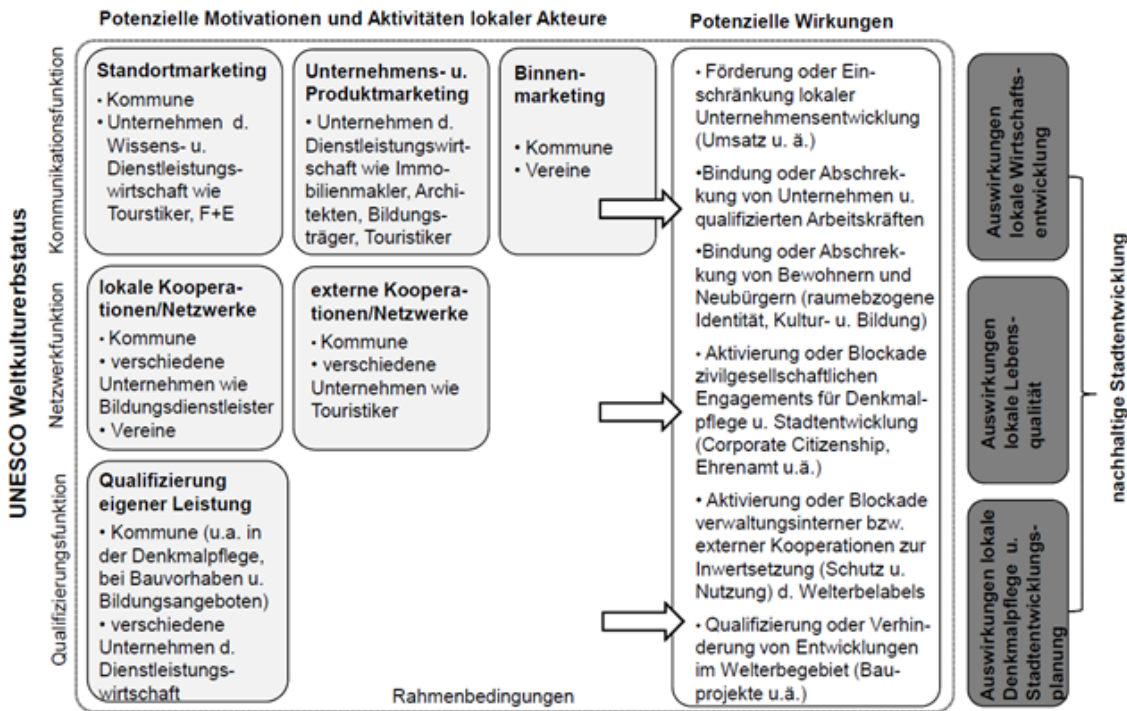 Potenzielle Motivationen und Aktivitäten lokaler Akteure
Potenzielle Wirkungen
UNESCO Weltkulturerbstatus
Kommunikationsfunktion
Standortmarketing
• Kommune
• Unternehmen d.
Wissens- u.
Dienstleistungs-
wirtschaft wie
Tourstiker, F+E
Unternehmens- u.
Produktmarketing
• Unternehmen d.
Dienstleistungswirt-
schaft wie Immo-
bilienmakler, Archi-
tekten, Bildungs-
träger, Touristiker
Binnen-
marketing
• Kommune
• Vereine
Netzwerkfunktion
lokale Koopera-
tionen/Netzwerke
• Kommune
• verschiedene
Unternehmen wie
Bildungsdienstleister
• Vereine
externe Koopera-
tionen/Netzwerke
• Kommune
• verschiedene
Unternehmen wie
Touristiker
Qualifizierungsfunktion
Qualifizierung
eigener Leistung
• Kommune (u.a. in
der Denkmalpflege,
bei Bauvorhaben u.
Bildungsangeboten)
• verschiedene
Unternehmen d.
Dienstleistungs-
wirtschaft
Rahmenbedingungen
• Förderung oder Ein-
schränkung lokaler
Unternehmensentwicklung
(Umsatz u. ä.)
•Bindung oder Abschrek-
kung von Unternehmen u.
qualifizierten Arbeitskräften
•Bindung oder Abschrek-
kung von Bewohnern und
Neubürgern (raumebzogene
Identität, Kultur- u. Bildung)
• Aktivierung oder Blockade
zivilgesellschaftlichen
Engagements für Denkmal-
pflege u. Stadtentwicklung
(Corporate Citizenship,
Ehrenamt u.ä.)
• Aktivierung oder Blockade
verwaltungsinterner bzw.
externer Kooperationen zur
Inwertsetzung (Schutz u.
Nutzung) d. Welterbelabels
• Qualifizierung oder Verhin-
derung von Entwicklungen
im Welterbegebiet (Bau-
projekte u.ä.)
Auswirkungen
lokale Wirtschafts-
entwicklung
Auswirkungen
lokale Lebens-
qualität
Auswirkungen lokale
Denkmalpflege u.
Stadtentwicklungs-
planung
nachhaltige Stadtentwicklung